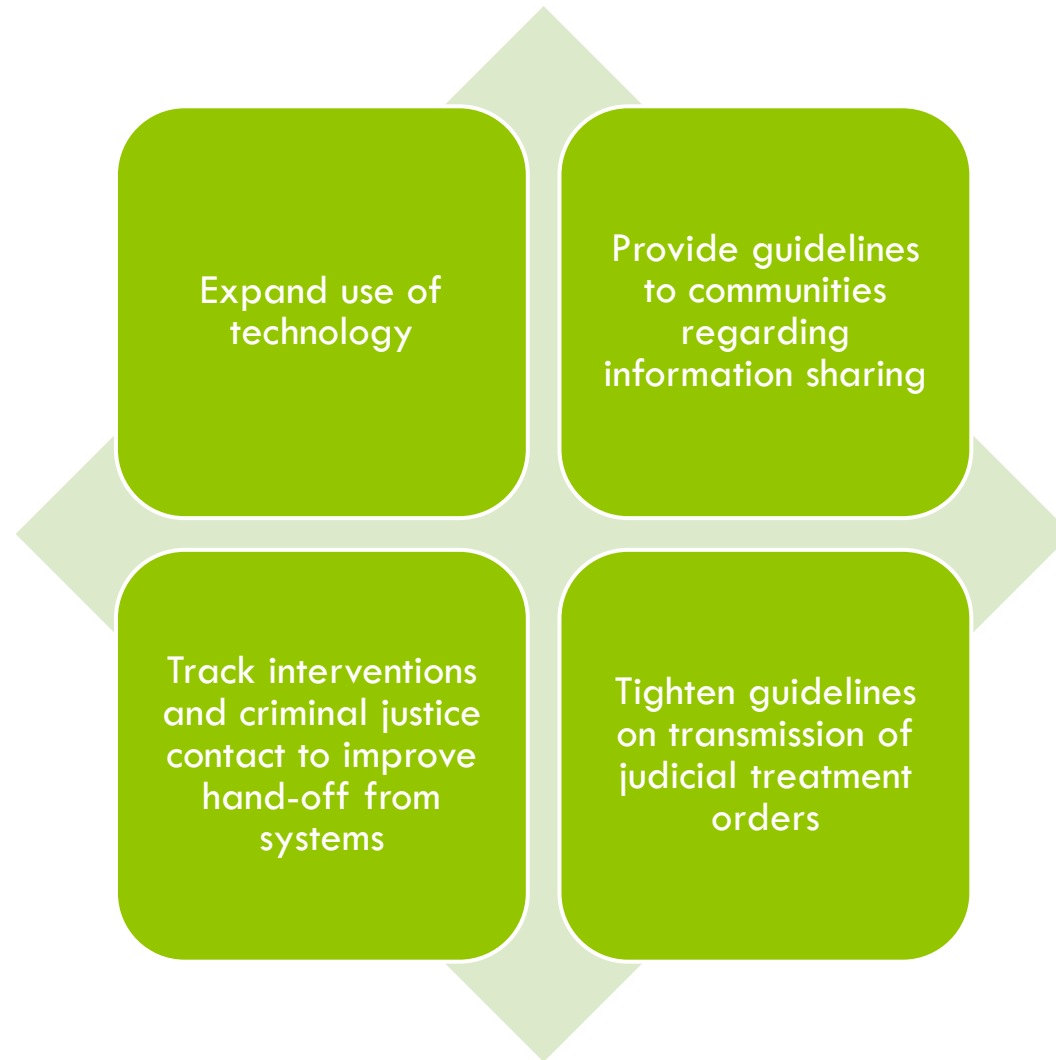 Expand use of
technology
Provide guidelines
to communities
regarding
information sharing
Track interventions
and criminal justice
contact to improve
hand-off from
systems
Tighten guidelines
on transmission of
judicial treatment
orders